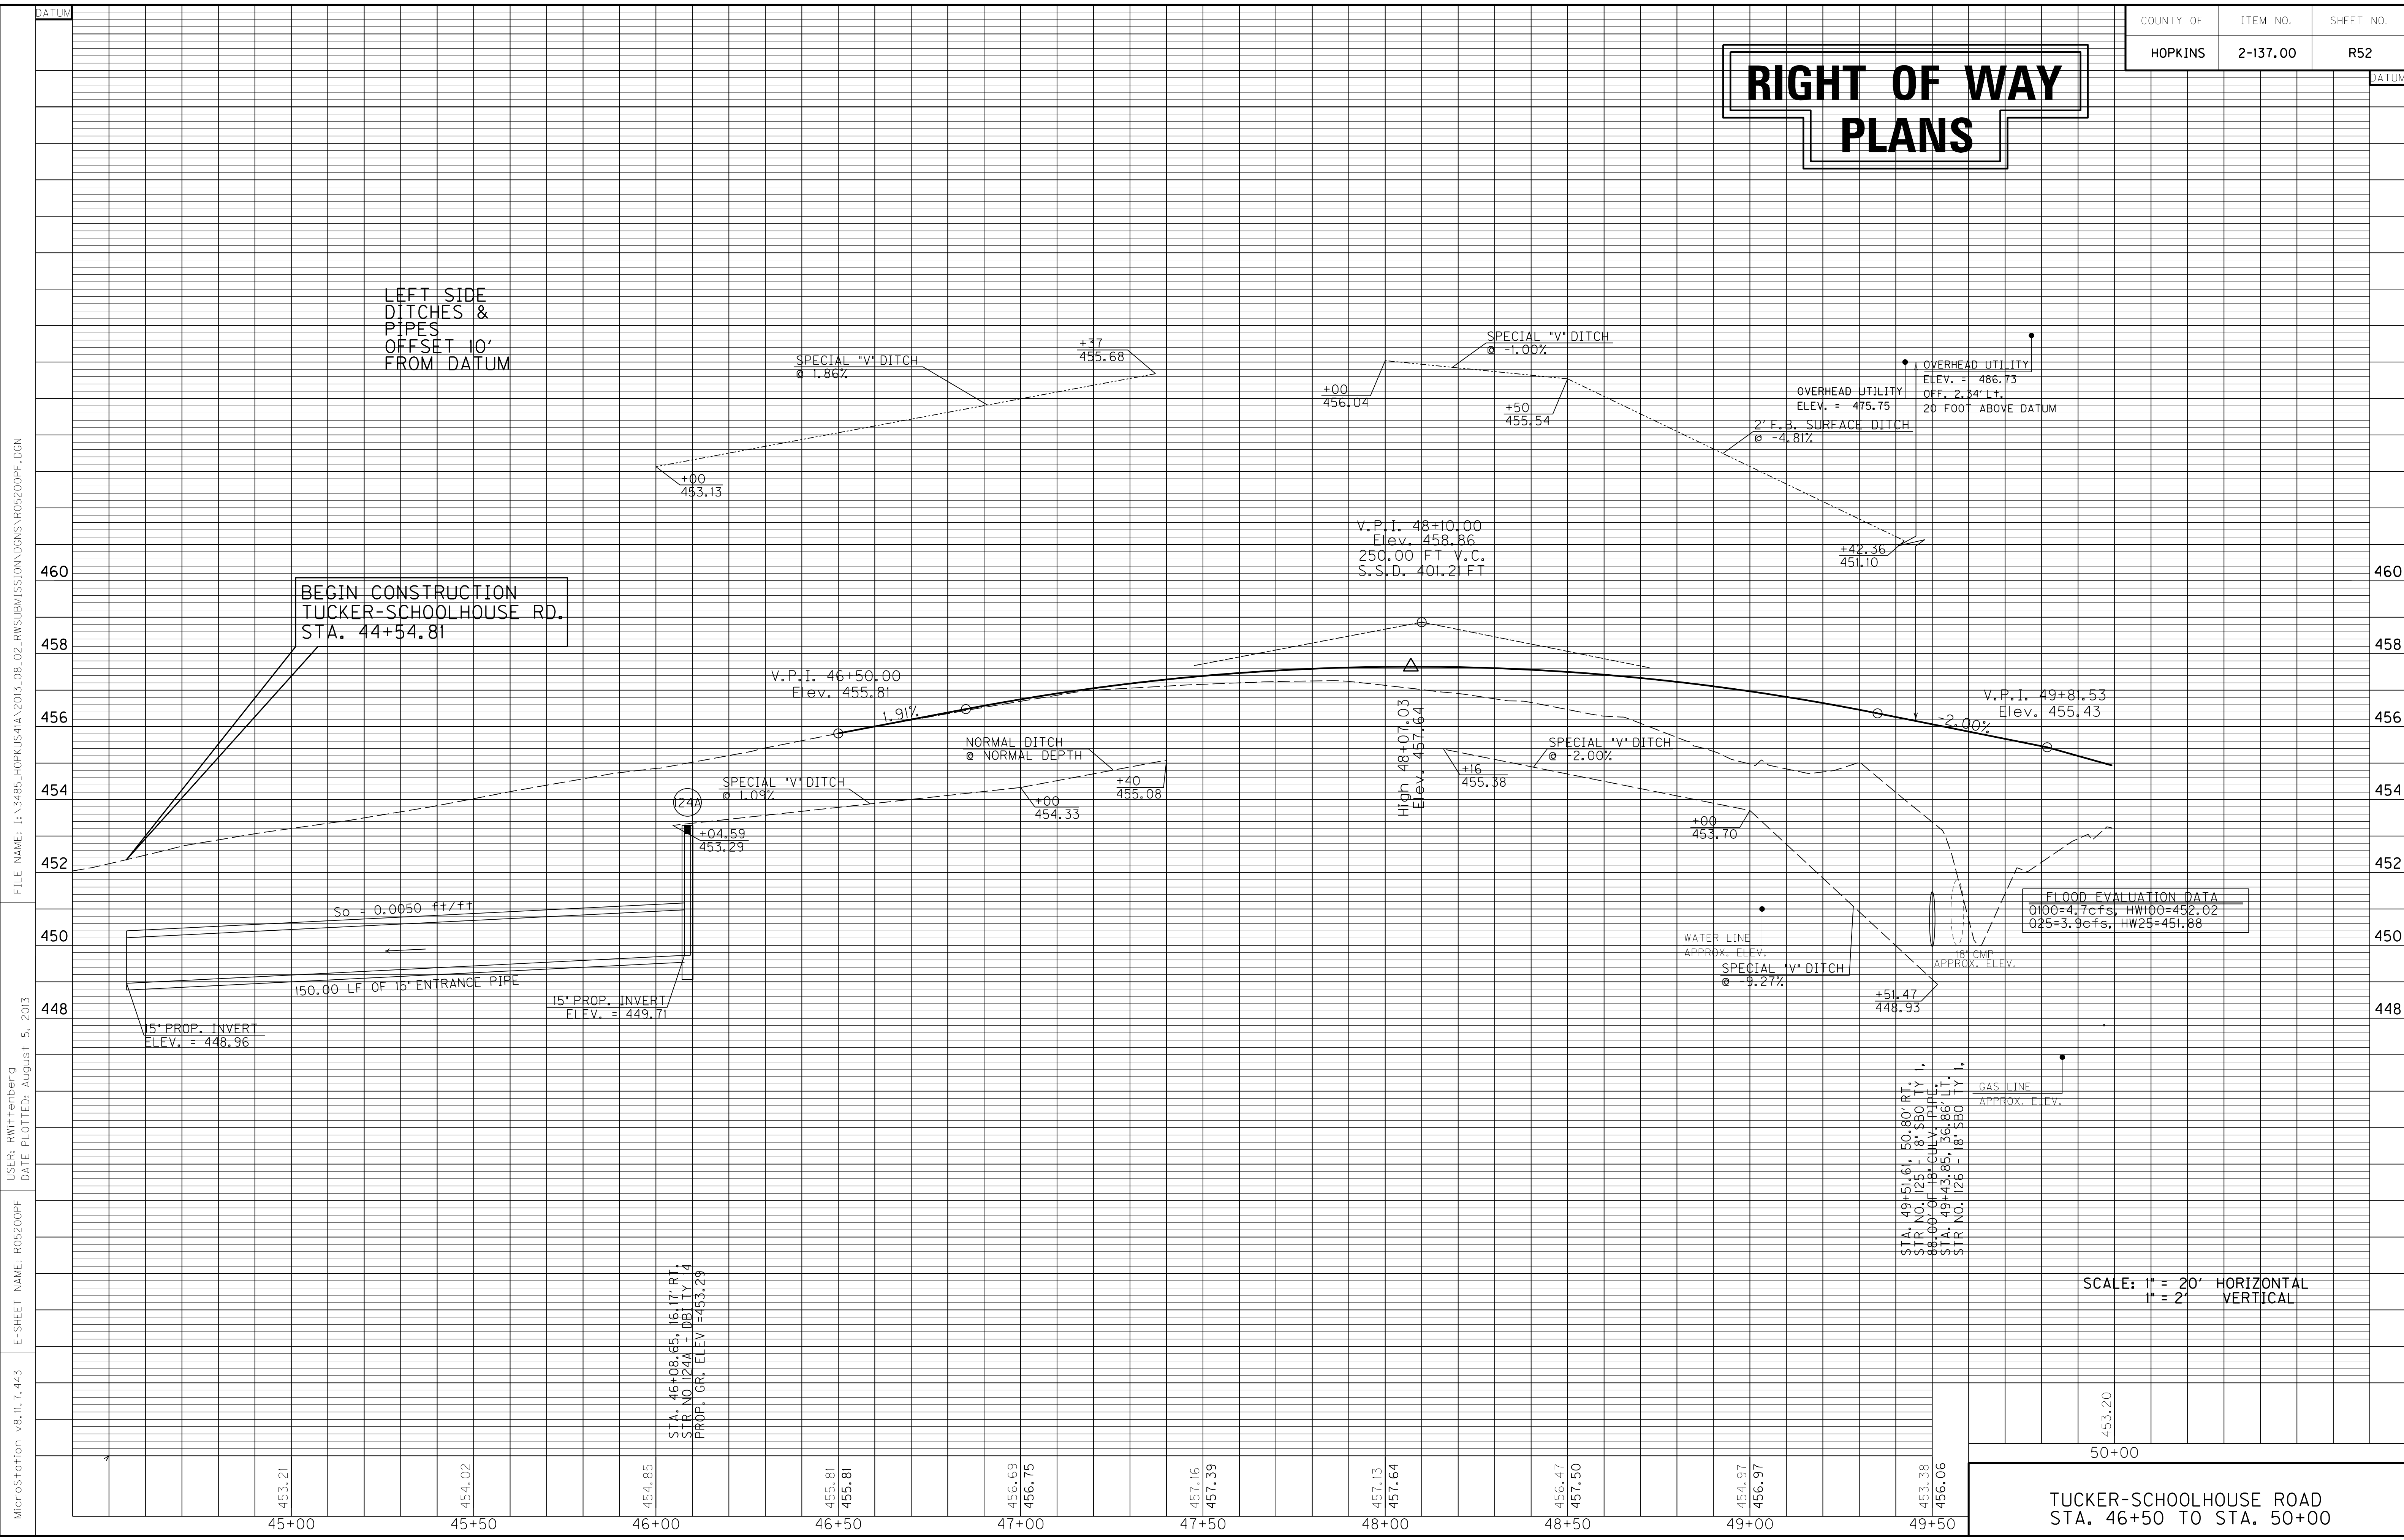 DATUM
COUNTY OF
ITEM NO.
SHEET NO.
HOPKINS
2-137.00
R52
DATUM
RIGHT OF WAY
PLANS
LEFT SIDE
DITCHES &
PIPES
OFFSET 10'
FROM DATUM
SPECIAL "V" DITCH
@ 1.86%
+37
455.68
+00
453.13
SPECIAL "V" DITCH
@ -1.00%
+00
456.04
+50
455.54
OVERHEAD UTILITY
ELEV. = 475.75
OVERHEAD UTILITY
ELEV. = 486.73
OFF. 2.34' Lt.
20 FOOT ABOVE DATUM
2' F.B. SURFACE DITCH
@ -4.81%
+42.36
451.10
V.P.I. 48+10.00
Elev. 458.86
250.00 FT V.C.
S.S.D. 401.21 FT
460
458
456
454
452
450
448
460
458
456
454
452
450
448
BEGIN CONSTRUCTION
TUCKER-SCHOOLHOUSE RD.
STA. 44+54.81
V.P.I. 46+50.00
Elev. 455.81
1.91%
High 48+07.03
Elev. 457.64
V.P.I. 49+81.53
Elev. 455.43
-2.00%
NORMAL DITCH
@ NORMAL DEPTH
SPECIAL "V" DITCH
@ 1.09%
124A
+04.59
453.29
+00
454.33
+40
455.08
SPECIAL "V" DITCH
@ -2.00%
+16
455.38
+00
453.70
So = 0.0050 ft/ft
150.00 LF OF 15" ENTRANCE PIPE
15" PROP. INVERT
ELEV. = 448.96
15" PROP. INVERT
ELEV. = 449.71
WATER LINE
APPROX. ELEV.
SPECIAL "V" DITCH
@ -9.27%
+51.47
448.93
18" CMP
APPROX. ELEV.
FLOOD EVALUATION DATA
Q100=4.7cfs, HW100=452.02
Q25=3.9cfs, HW25=451.88
GAS LINE
APPROX. ELEV.
STA. 49+51.61, 50.80' RT.
STR NO. 125 - 18" SBO TY 1,
88.00' OF 18" CULV. PIPE,
STA. 49+43.85, 36.86' LT.
STR NO. 126 - 18" SBO TY 1,
STA. 46+08.65, 16.17' RT.
STR NO 124A - DBI TY 14
PROP. GR. ELEV =453.29
SCALE: 1" = 20' HORIZONTAL
1" = 2' VERTICAL
453.21
454.02
454.85
455.81
455.81
456.69
456.75
457.16
457.39
457.13
457.64
456.47
457.50
454.97
456.97
453.38
456.06
453.20
45+00
45+50
46+00
46+50
47+00
47+50
48+00
48+50
49+00
49+50
50+00
TUCKER-SCHOOLHOUSE ROAD
STA. 46+50 TO STA. 50+00
FILE NAME: I:\3485_HOPKUS41A\2013_08_02_RWSUBMISSION\DGNS\R05200PF.DGN
USER: RWittenberg
DATE PLOTTED: August 5, 2013
E-SHEET NAME: R05200PF
MicroStation v8.11.7.443